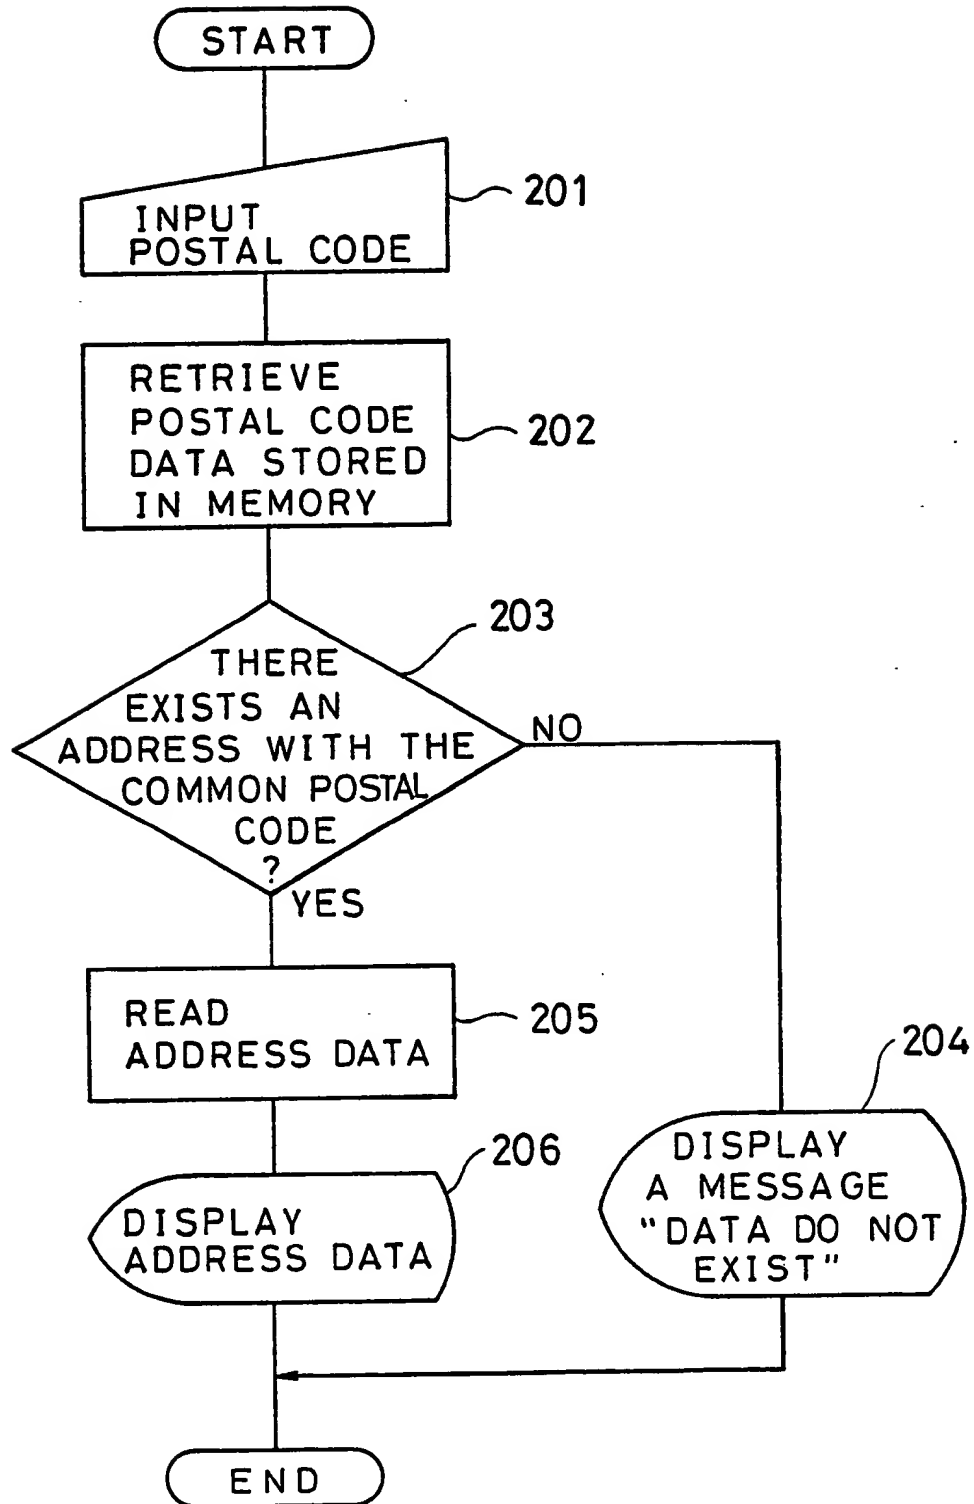 START
INPUT
POSTAL CODE
201
RETRIEVE
POSTAL CODE
DATA STORED
IN MEMORY
202
203
THERE
EXISTS AN
ADDRESS WITH THE
COMMON POSTAL
CODE
?
NO
YES
READ
ADDRESS DATA
205
204
DISPLAY
A MESSAGE
"DATA DO NOT
EXIST"
206
DISPLAY
ADDRESS DATA
END